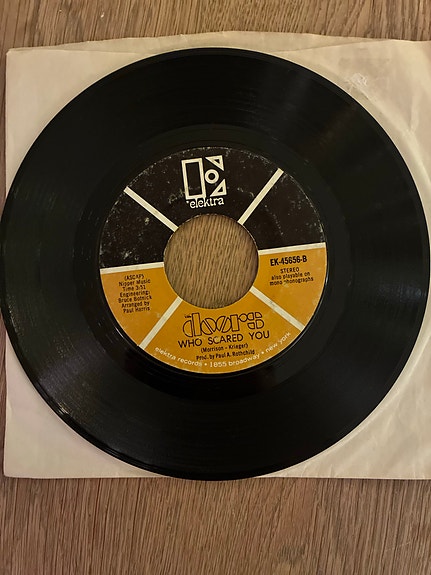 elektra
(ASCAP)
Nipper Music
Time 3:51
Engineering:
Bruce Botnick
Arranged by
Paul Harris
EK-45656-B
STEREO
also playable on
mono phonographs
the
doors
WHO SCARED YOU
(Morrison - Krieger)
Prod. by Paul A. Rothchild
elektra records • 1855 broadway • new york